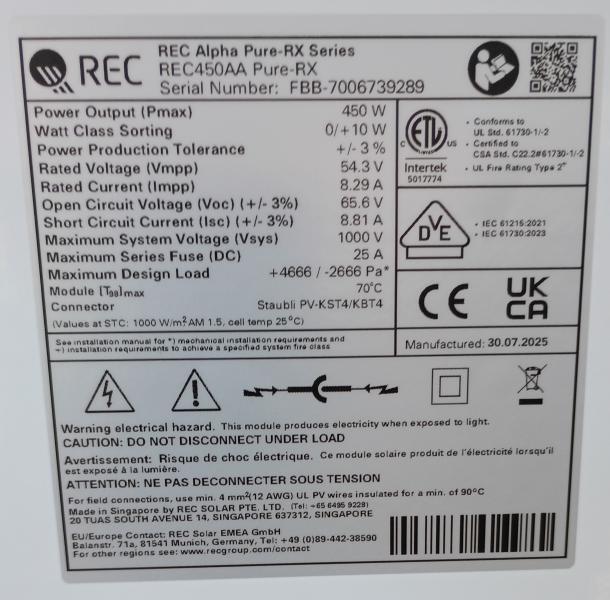 REC
REC Alpha Pure-RX Series
REC450AA Pure-RX
Serial Number: FBB-7006739289
Power Output (Pmax) 450 W
Watt Class Sorting 0/+10 W
Power Production Tolerance +/- 3 %
Rated Voltage (Vmpp) 54.3 V
Rated Current (Impp) 8.29 A
Open Circuit Voltage (Voc) (+/- 3%) 65.6 V
Short Circuit Current (Isc) (+/- 3%) 8.81 A
Maximum System Voltage (Vsys) 1000 V
Maximum Series Fuse (DC) 25 A
Maximum Design Load +4666 / -2666 Pa*
Module [T98]max 70°C
Connector Staubli PV-KST4/KBT4
(Values at STC: 1000 W/m² AM 1.5, cell temp 25°C)
See installation manual for *) mechanical installation requirements and
+) installation requirements to achieve a specified system fire class
c ETL us
Intertek
5017774
• Conforms to
UL Std. 61730-1/-2
• Certified to
CSA Std. C22.2#61730-1/-2
• UL Fire Rating Type 2+
DVE
• IEC 61215:2021
• IEC 61730:2023
CE
UK
CA
Manufactured: 30.07.2025
Warning electrical hazard. This module produces electricity when exposed to light.
CAUTION: DO NOT DISCONNECT UNDER LOAD
Avertissement: Risque de choc électrique. Ce module solaire produit de l'électricité lorsqu'il
est exposé à la lumière.
ATTENTION: NE PAS DECONNECTER SOUS TENSION
For field connections, use min. 4 mm²(12 AWG) UL PV wires insulated for a min. of 90°C
Made in Singapore by REC SOLAR PTE. LTD. (Tel: +65 6495 9228)
20 TUAS SOUTH AVENUE 14, SINGAPORE 637312, SINGAPORE
EU/Europe Contact: REC Solar EMEA GmbH
Balanstr. 71a, 81541 Munich, Germany, Tel: +49 (0)89-442-38590
For other regions see: www.recgroup.com/contact